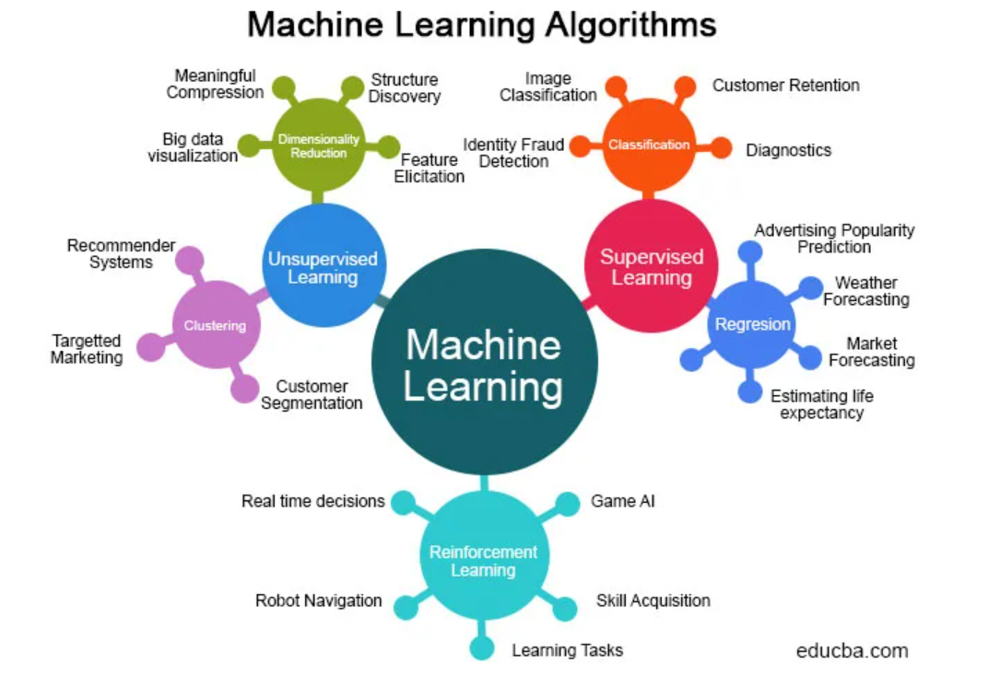 Machine Learning Algorithms
Meaningful
Compression
Structure
Discovery
Big data
visualization
Dimensionality
Reduction
Feature
Elicitation
Image
Classification
Customer Retention
Identity Fraud
Detection
Classification
Diagnostics
Unsupervised
Learning
Supervised
Learning
Recommender
Systems
Clustering
Targetted
Marketing
Customer
Segmentation
Advertising Popularity
Prediction
Weather
Forecasting
Regresion
Market
Forecasting
Estimating life
expectancy
Machine
Learning
Real time decisions
Game AI
Reinforcement
Learning
Robot Navigation
Skill Acquisition
Learning Tasks
educba.com